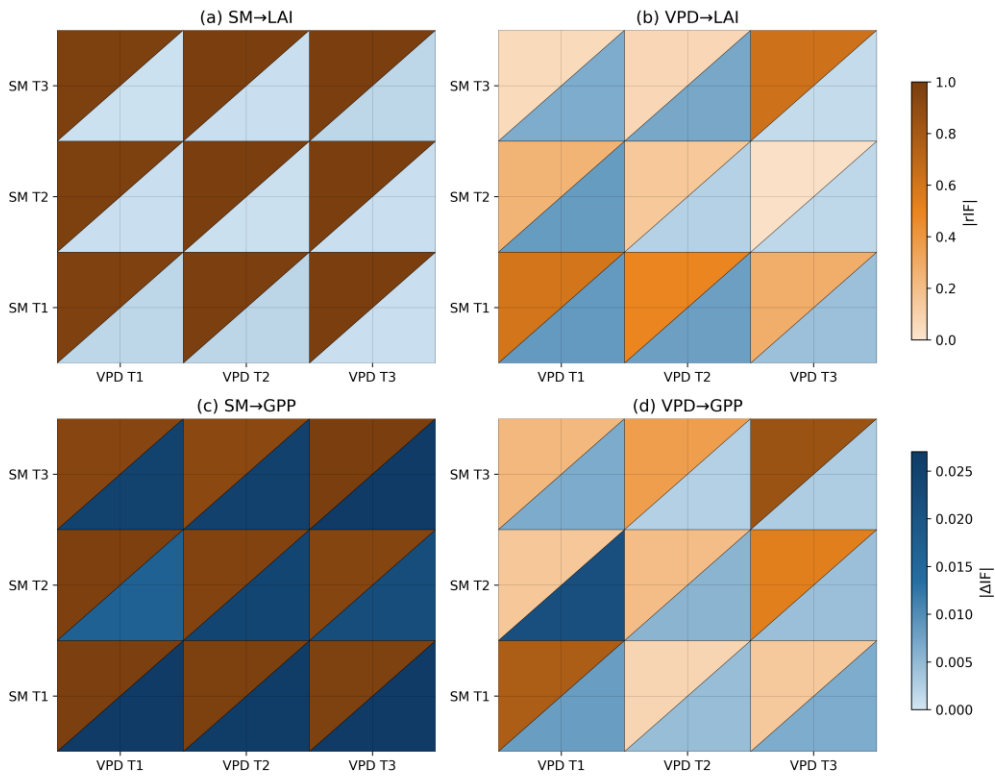 (a) SM→LAI
(b) VPD→LAI
SM T3
SM T2
SM T1
VPD T1
VPD T2
VPD T3
SM T3
SM T2
SM T1
VPD T1
VPD T2
VPD T3
1.0
0.8
0.6
0.4
0.2
0.0
|rIF|
(c) SM→GPP
(d) VPD→GPP
SM T3
SM T2
SM T1
VPD T1
VPD T2
VPD T3
SM T3
SM T2
SM T1
VPD T1
VPD T2
VPD T3
0.025
0.020
0.015
0.010
0.005
0.000
|ΔIF|